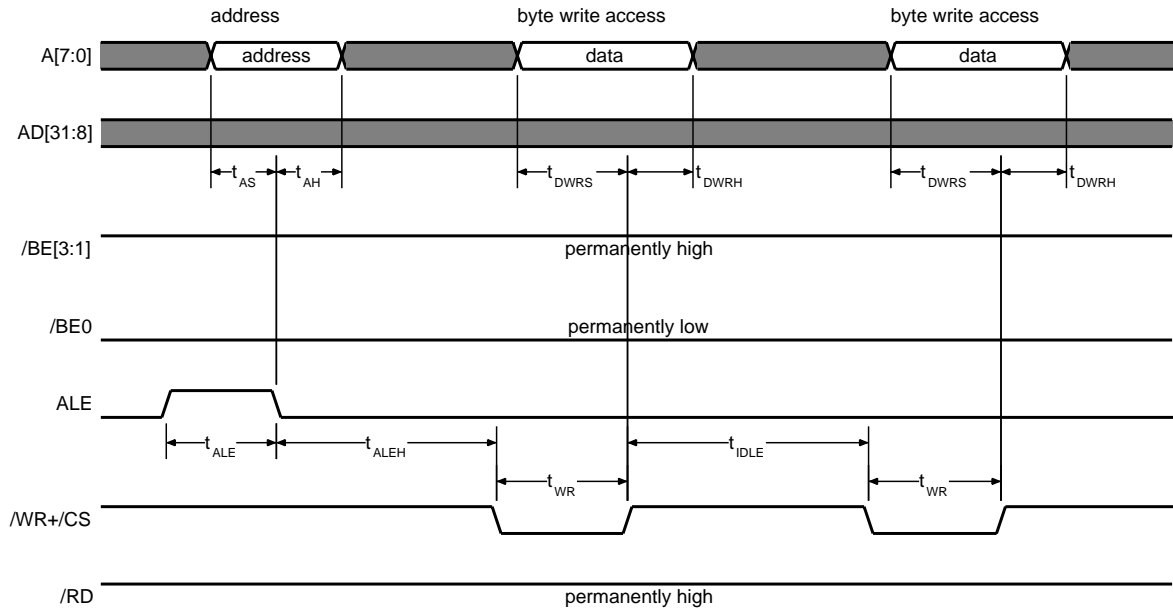 address byte write access byte write access
A[7:0] address data data
AD[31:8]
tAS tAH tDWRS tDWRH tDWRS tDWRH
/BE[3:1] permanently high
/BE0 permanently low
ALE
tALE tALEH tIDLE
tWR tWR
/WR+/CS
/RD permanently high